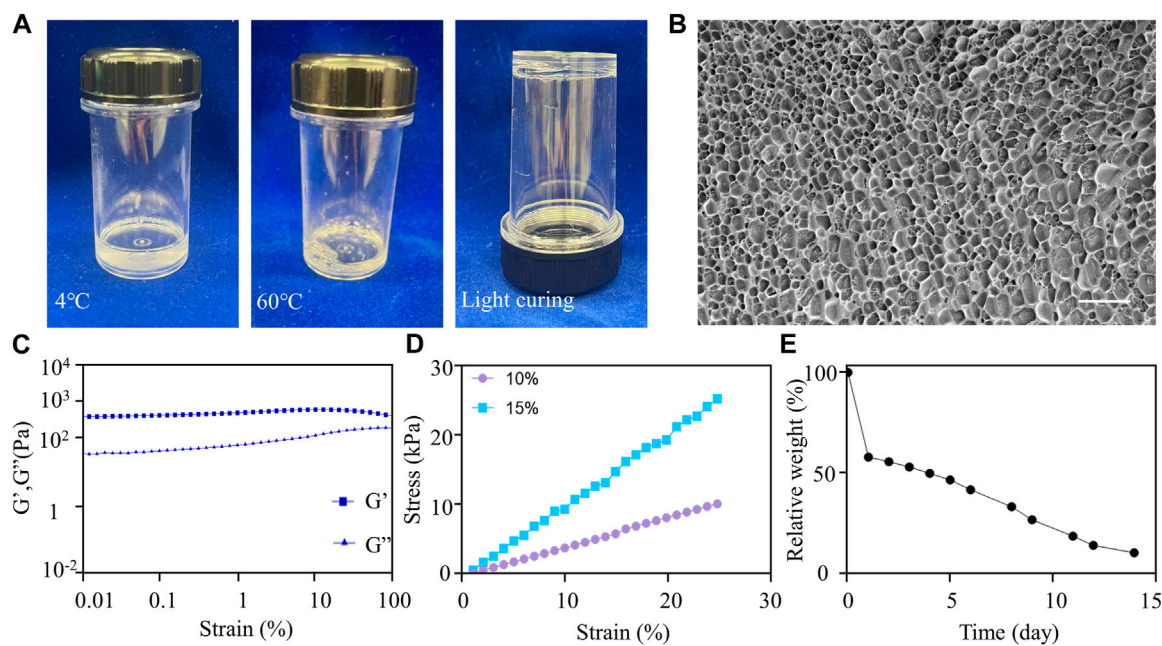 A
B
4°C
60°C
Light curing
C
D
E
10⁴
10³
10²
1
10⁻²
G',G''(Pa)
G'
G''
0.01
0.1
1
10
100
Strain (%)
30
20
10
0
Stress (kPa)
10%
15%
0
10
20
30
Strain (%)
100
50
0
Relative weight (%)
0
5
10
15
Time (day)